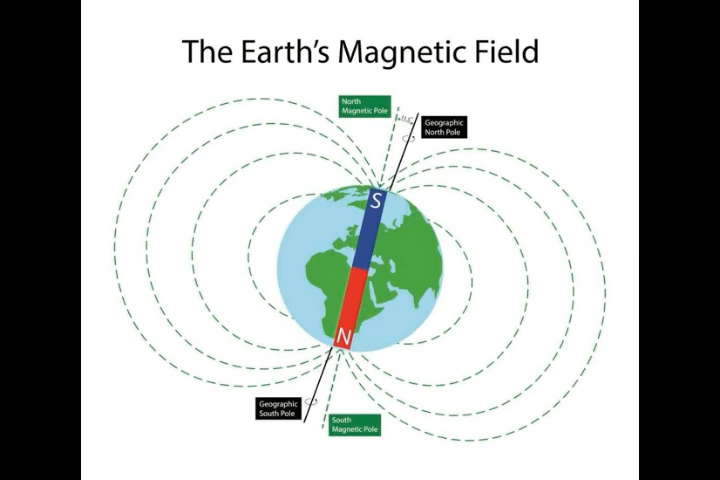 The Earth's Magnetic Field
North
Magnetic Pole
Geographic
North Pole
S
N
Geographic
South Pole
South
Magnetic Pole